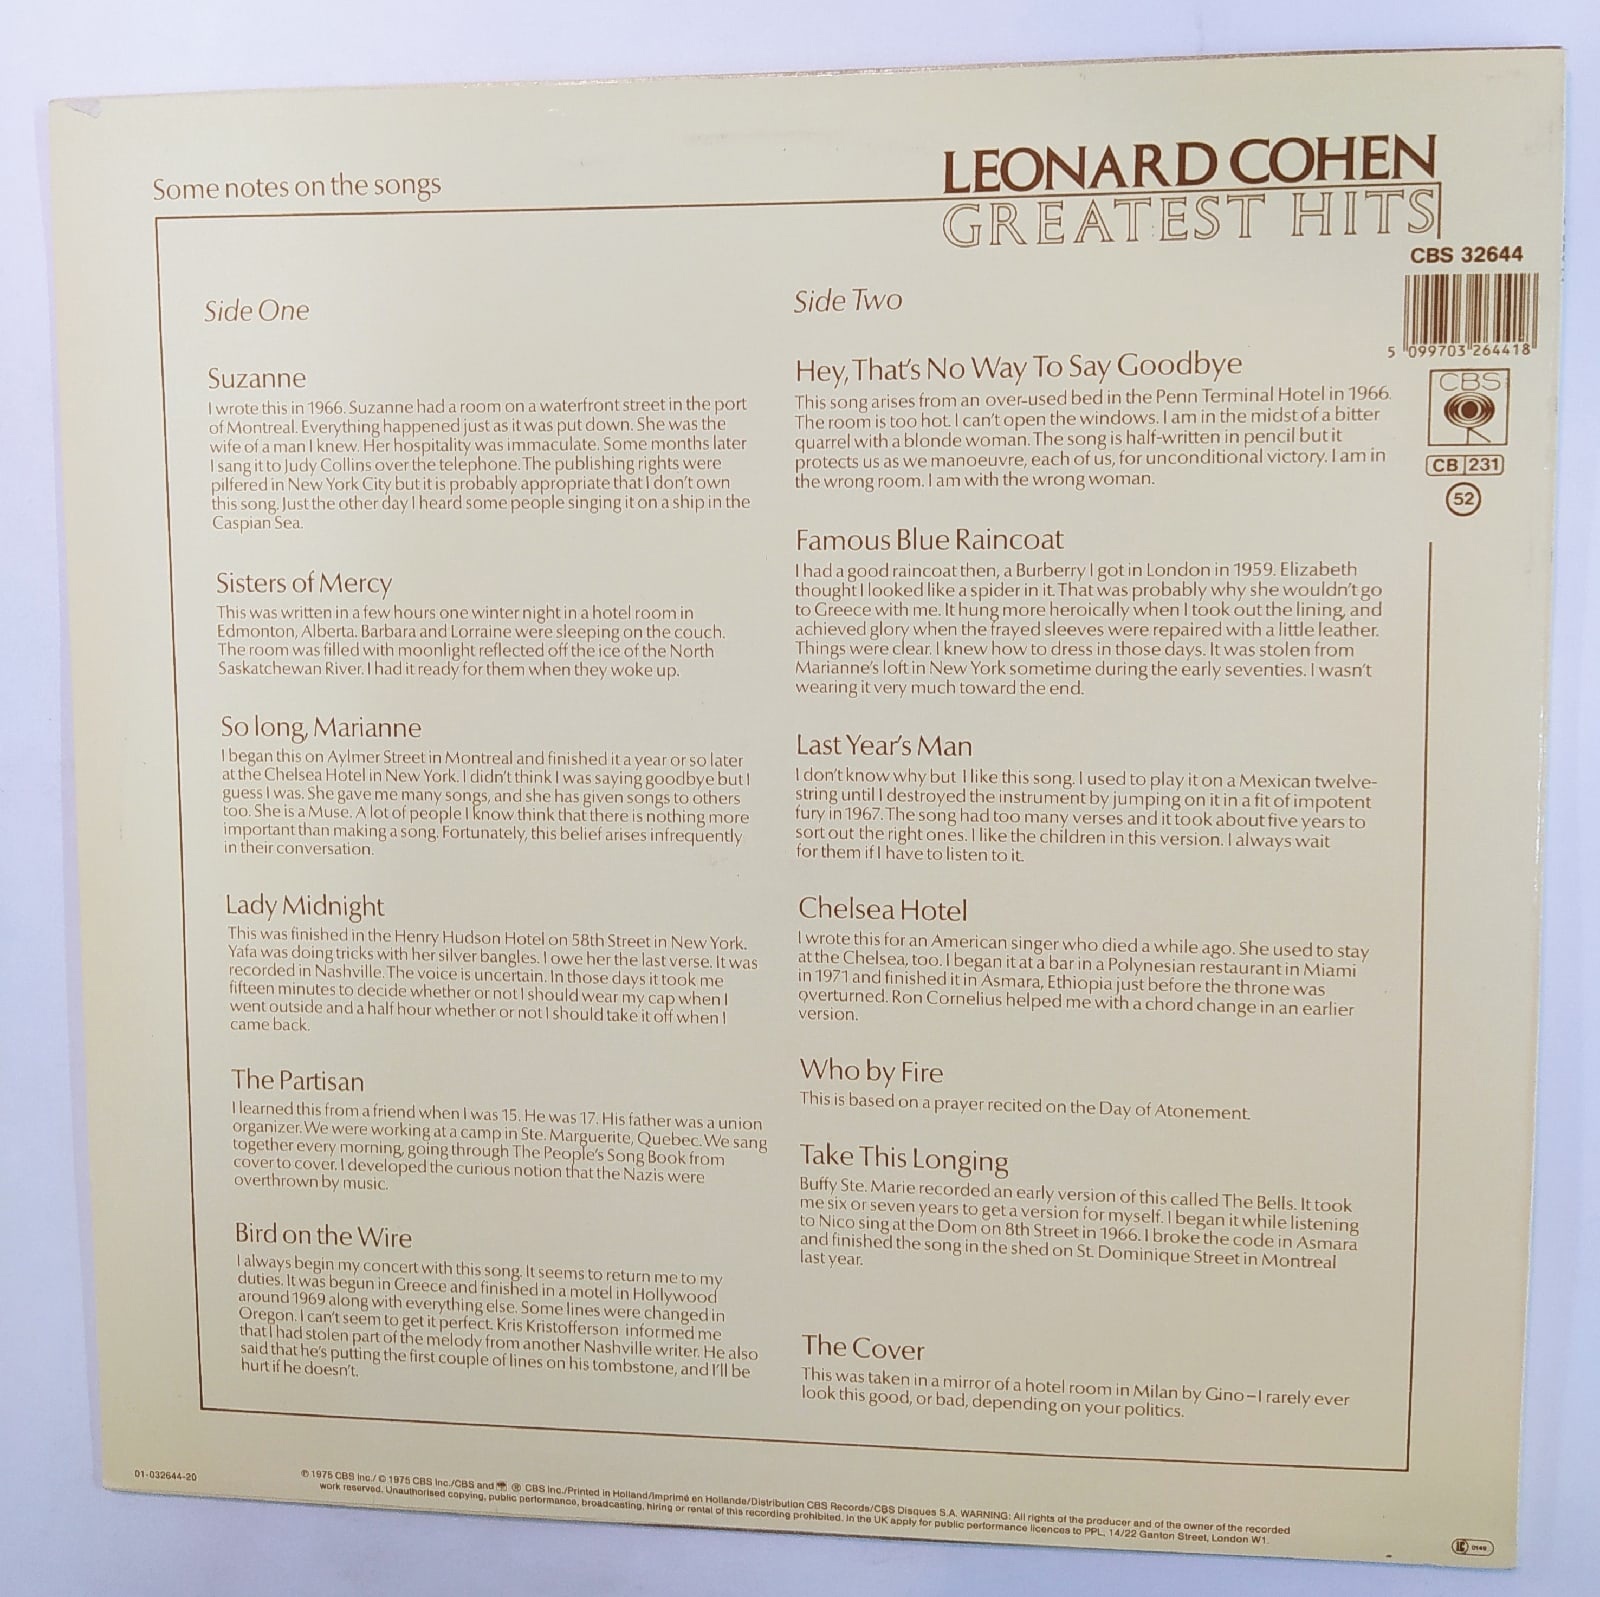 Some notes on the songs
LEONARD COHEN
GREATEST HITS
CBS 32644
5 099703 264418
CBS
CB 231
52
Side One
Suzanne
I wrote this in 1966. Suzanne had a room on a waterfront street in the port
of Montreal. Everything happened just as it was put down. She was the
wife of a man I knew. Her hospitality was immaculate. Some months later
I sang it to Judy Collins over the telephone. The publishing rights were
pilfered in New York City but it is probably appropriate that I don't own
this song. Just the other day I heard some people singing it on a ship in the
Caspian Sea.
Sisters of Mercy
This was written in a few hours one winter night in a hotel room in
Edmonton, Alberta. Barbara and Lorraine were sleeping on the couch.
The room was filled with moonlight reflected off the ice of the North
Saskatchewan River. I had it ready for them when they woke up.
So long, Marianne
I began this on Aylmer Street in Montreal and finished it a year or so later
at the Chelsea Hotel in New York. I didn't think I was saying goodbye but I
guess I was. She gave me many songs, and she has given songs to others
too. She is a Muse. A lot of people I know think that there is nothing more
important than making a song. Fortunately, this belief arises infrequently
in their conversation.
Lady Midnight
This was finished in the Henry Hudson Hotel on 58th Street in New York.
Yafa was doing tricks with her silver bangles. I owe her the last verse. It was
recorded in Nashville. The voice is uncertain. In those days it took me
fifteen minutes to decide whether or not I should wear my cap when I
went outside and a half hour whether or not I should take it off when I
came back.
The Partisan
I learned this from a friend when I was 15. He was 17. His father was a union
organizer. We were working at a camp in Ste. Marguerite, Quebec. We sang
together every morning, going through The People's Song Book from
cover to cover. I developed the curious notion that the Nazis were
overthrown by music.
Bird on the Wire
I always begin my concert with this song. It seems to return me to my
duties. It was begun in Greece and finished in a motel in Hollywood
around 1969 along with everything else. Some lines were changed in
Oregon. I can't seem to get it perfect. Kris Kristofferson informed me
that I had stolen part of the melody from another Nashville writer. He also
said that he's putting the first couple of lines on his tombstone, and I'll be
hurt if he doesn't.
Side Two
Hey, That's No Way To Say Goodbye
This song arises from an over-used bed in the Penn Terminal Hotel in 1966.
The room is too hot. I can't open the windows. I am in the midst of a bitter
quarrel with a blonde woman. The song is half-written in pencil but it
protects us as we manoeuvre, each of us, for unconditional victory. I am in
the wrong room. I am with the wrong woman.
Famous Blue Raincoat
I had a good raincoat then, a Burberry I got in London in 1959. Elizabeth
thought I looked like a spider in it. That was probably why she wouldn't go
to Greece with me. It hung more heroically when I took out the lining, and
achieved glory when the frayed sleeves were repaired with a little leather.
Things were clear. I knew how to dress in those days. It was stolen from
Marianne's loft in New York sometime during the early seventies. I wasn't
wearing it very much toward the end.
Last Year's Man
I don't know why but I like this song. I used to play it on a Mexican twelve-
string until I destroyed the instrument by jumping on it in a fit of impotent
fury in 1967. The song had too many verses and it took about five years to
sort out the right ones. I like the children in this version. I always wait
for them if I have to listen to it.
Chelsea Hotel
I wrote this for an American singer who died a while ago. She used to stay
at the Chelsea, too. I began it at a bar in a Polynesian restaurant in Miami
in 1971 and finished it in Asmara, Ethiopia just before the throne was
overturned. Ron Cornelius helped me with a chord change in an earlier
version.
Who by Fire
This is based on a prayer recited on the Day of Atonement.
Take This Longing
Buffy Ste. Marie recorded an early version of this called The Bells. It took
me six or seven years to get a version for myself. I began it while listening
to Nico sing at the Dom on 8th Street in 1966. I broke the code in Asmara
and finished the song in the shed on St. Dominique Street in Montreal
last year.
The Cover
This was taken in a mirror of a hotel room in Milan by Gino–I rarely ever
look this good, or bad, depending on your politics.
01-032644-20
℗ 1975 CBS Inc./ © 1975 CBS Inc./CBS and ® CBS Inc./Printed in Holland/Imprimé en Hollande/Distribution CBS Records/CBS Disques S.A. WARNING: All rights of the producer and of the owner of the recorded
work reserved. Unauthorised copying, public performance, broadcasting, hiring or rental of this recording prohibited. In the UK apply for public performance licences to PPL, 14/22 Ganton Street, London W1.